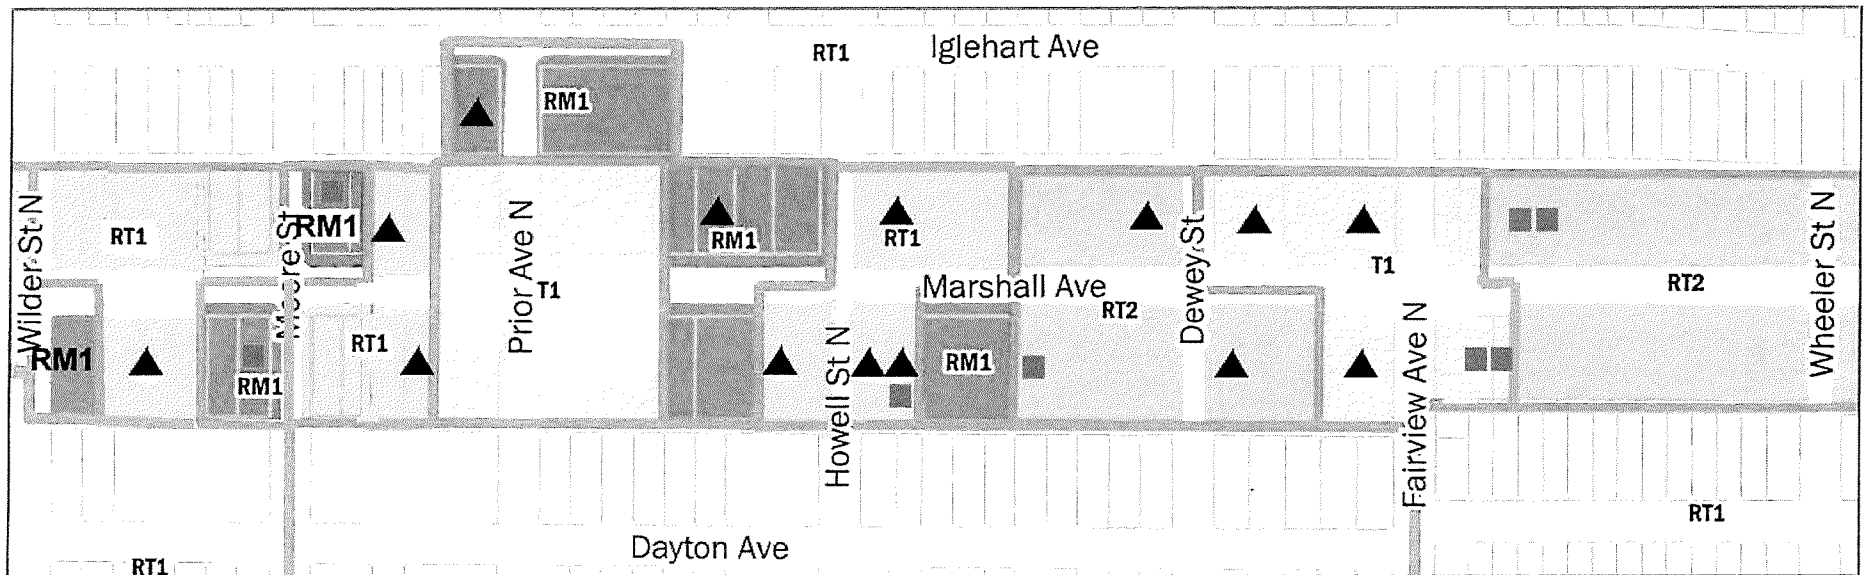 RT1
Iglehart Ave
RM1
Wilder St N
RT1
Moore St
RM1
Prior Ave N
T1
RM1
RT1
Marshall Ave
RT2
Dewey St
T1
RT2
Wheeler St N
RM1
RM1
RT1
Howell St N
RM1
Fairview Ave N
RT1
Dayton Ave
RT1